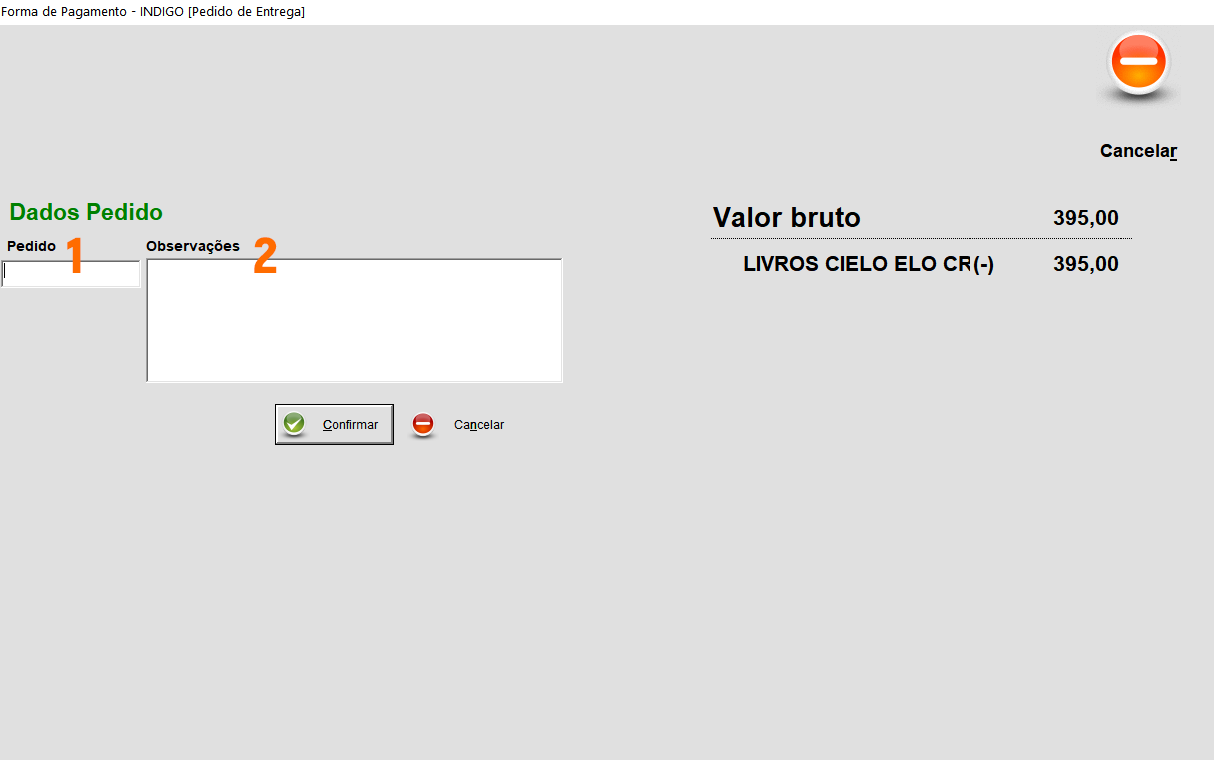 Forma de Pagamento - INDIGO [Pedido de Entrega]
Cancelar
Dados Pedido
Pedido 1 Observações 2
Confirmar Cancelar
Valor bruto 395,00
LIVROS CIELO ELO CR(-) 395,00